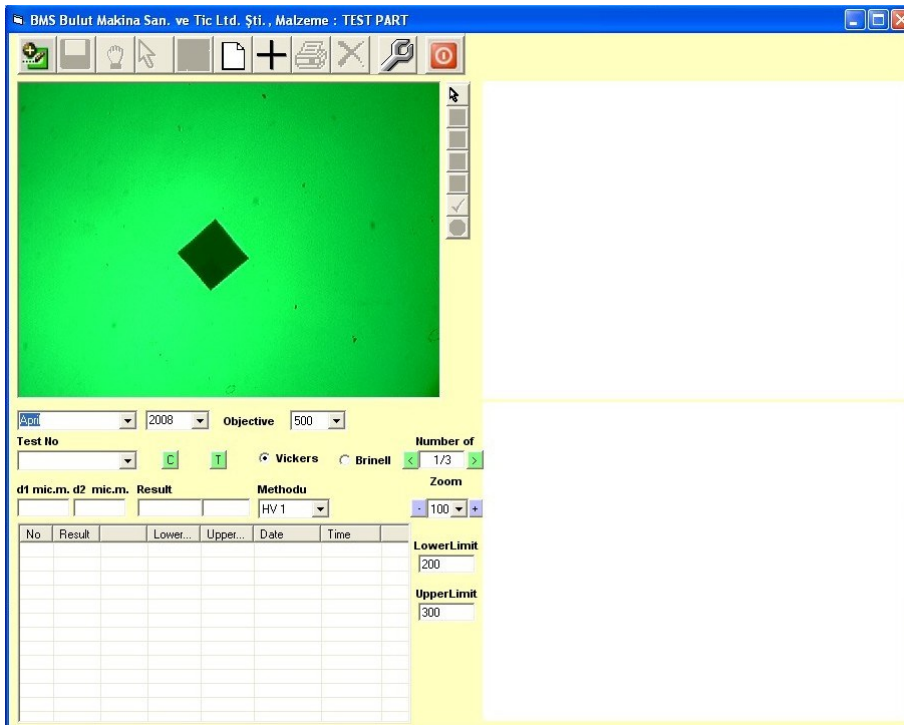 BMS Bulut Makina San. ve Tic Ltd. Şti. , Malzeme : TEST PART
April 2008 Objective 500
Test No Number of
C T Vickers Brinell < 1/3 >
Zoom
d1 mic.m. d2 mic.m. Result Methodu
HV 1 - 100 +
No Result Lower... Upper... Date Time
LowerLimit
200
UpperLimit
300